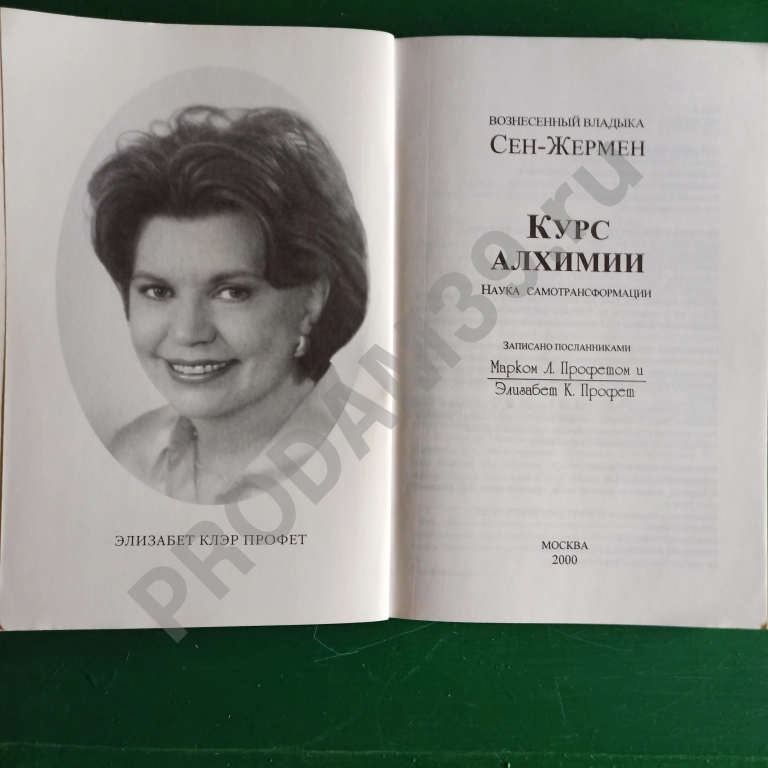 ЭЛИЗАБЕТ КЛЭР ПРОФЕТ
ВОЗНЕСЕННЫЙ ВЛАДЫКА
СЕН-ЖЕРМЕН
КУРС
АЛХИМИИ
НАУКА САМОТРАНСФОРМАЦИИ
ЗАПИСАНО ПОСЛАННИКАМИ
Марком Л. Профетом и
Элизабет К. Профет
МОСКВА
2000
PRODAM39.ru